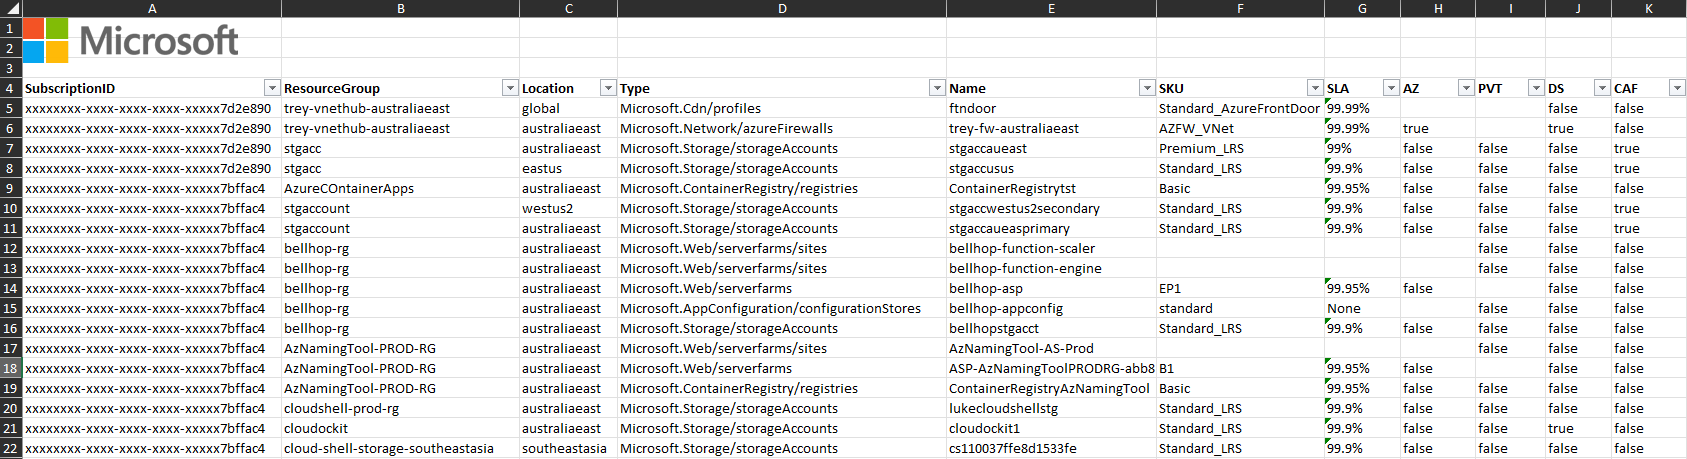 A B C D E F G H I J K
1 Microsoft
2
3
4 SubscriptionID ResourceGroup Location Type Name SKU SLA AZ PVT DS CAF
5 xxxxxxxx-xxxx-xxxx-xxxx-xxxxx7d2e890 trey-vnethub-australiaeast global Microsoft.Cdn/profiles ftndoor Standard_AzureFrontDoor 99.99% false false
6 xxxxxxxx-xxxx-xxxx-xxxx-xxxxx7d2e890 trey-vnethub-australiaeast australiaeast Microsoft.Network/azureFirewalls trey-fw-australiaeast AZFW_VNet 99.99% true true false
7 xxxxxxxx-xxxx-xxxx-xxxx-xxxxx7d2e890 stgacc australiaeast Microsoft.Storage/storageAccounts stgaccaueast Premium_LRS 99% false false false true
8 xxxxxxxx-xxxx-xxxx-xxxx-xxxxx7d2e890 stgacc eastus Microsoft.Storage/storageAccounts stgaccusus Standard_LRS 99.9% false false false true
9 xxxxxxxx-xxxx-xxxx-xxxx-xxxxx7bffac4 AzureCOntainerApps australiaeast Microsoft.ContainerRegistry/registries ContainerRegistrytst Basic 99.95% false false false false
10 xxxxxxxx-xxxx-xxxx-xxxx-xxxxx7bffac4 stgaccount westus2 Microsoft.Storage/storageAccounts stgaccwestus2secondary Standard_LRS 99.9% false false false true
11 xxxxxxxx-xxxx-xxxx-xxxx-xxxxx7bffac4 stgaccount australiaeast Microsoft.Storage/storageAccounts stgaccaueasprimary Standard_LRS 99.9% false false false true
12 xxxxxxxx-xxxx-xxxx-xxxx-xxxxx7bffac4 bellhop-rg australiaeast Microsoft.Web/serverfarms/sites bellhop-function-scaler false false false
13 xxxxxxxx-xxxx-xxxx-xxxx-xxxxx7bffac4 bellhop-rg australiaeast Microsoft.Web/serverfarms/sites bellhop-function-engine false false false
14 xxxxxxxx-xxxx-xxxx-xxxx-xxxxx7bffac4 bellhop-rg australiaeast Microsoft.Web/serverfarms bellhop-asp EP1 99.95% false false false
15 xxxxxxxx-xxxx-xxxx-xxxx-xxxxx7bffac4 bellhop-rg australiaeast Microsoft.AppConfiguration/configurationStores bellhop-appconfig standard None false false false
16 xxxxxxxx-xxxx-xxxx-xxxx-xxxxx7bffac4 bellhop-rg australiaeast Microsoft.Storage/storageAccounts bellhopstgacct Standard_LRS 99.9% false false false false
17 xxxxxxxx-xxxx-xxxx-xxxx-xxxxx7bffac4 AzNamingTool-PROD-RG australiaeast Microsoft.Web/serverfarms/sites AzNamingTool-AS-Prod false false false
18 xxxxxxxx-xxxx-xxxx-xxxx-xxxxx7bffac4 AzNamingTool-PROD-RG australiaeast Microsoft.Web/serverfarms ASP-AzNamingToolPRODRG-abb8 B1 99.95% false false false
19 xxxxxxxx-xxxx-xxxx-xxxx-xxxxx7bffac4 AzNamingTool-PROD-RG australiaeast Microsoft.ContainerRegistry/registries ContainerRegistryAzNamingTool Basic 99.95% false false false false
20 xxxxxxxx-xxxx-xxxx-xxxx-xxxxx7bffac4 cloudshell-prod-rg australiaeast Microsoft.Storage/storageAccounts lukecloudshellstg Standard_LRS 99.9% false false false false
21 xxxxxxxx-xxxx-xxxx-xxxx-xxxxx7bffac4 cloudockit australiaeast Microsoft.Storage/storageAccounts cloudockit1 Standard_LRS 99.9% false false true false
22 xxxxxxxx-xxxx-xxxx-xxxx-xxxxx7bffac4 cloud-shell-storage-southeastasia southeastasia Microsoft.Storage/storageAccounts cs110037ffe8d1533fe Standard_LRS 99.9% false false false false